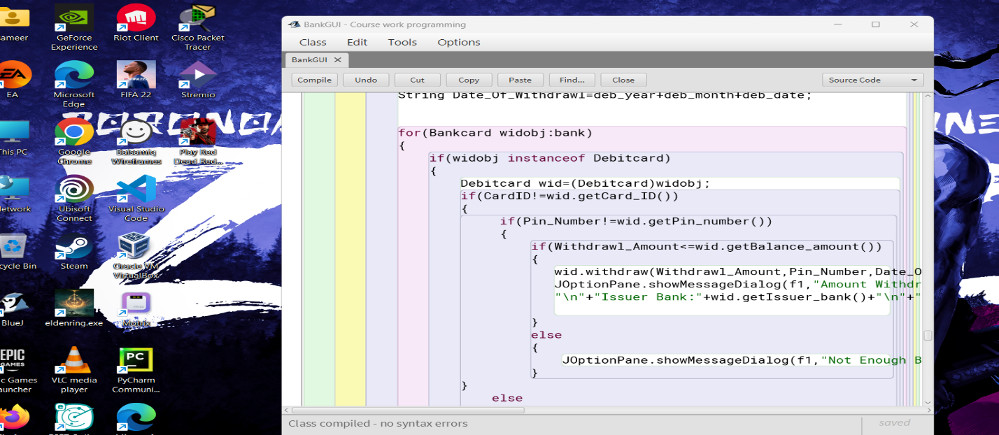 ameer
GeForce
Experience
Riot Client
Cisco Packet
Tracer
EA
EA
Microsoft
Edge
FIFA 22
Stremio
This PC
Google
Chrome
Balsamiq
Wireframes
Play Red
Dead Red...
etwork
Ubisoft
Connect
Visual Studio
Code
cycle Bin
Steam
Oracle VM
VirtualBox
BlueJ
eldenring.exe
Motrix
EPIC
GAMES
c Games
auncher
VLC media
player
PC
PyCharm
Communi...
BankGUI - Course work programming
Class Edit Tools Options
BankGUI
Compile Undo Cut Copy Paste Find... Close Source Code
String Date_Of_Withdrawl=deb_year+deb_month+deb_date;
for(Bankcard widobj:bank)
{
if(widobj instanceof Debitcard)
{
Debitcard wid=(Debitcard)widobj;
if(CardID!=wid.getCard_ID())
{
if(Pin_Number!=wid.getPin_number())
{
if(Withdrawl_Amount<=wid.getBalance_amount())
{
wid.withdraw(Withdrawl_Amount,Pin_Number,Date_O
JOptionPane.showMessageDialog(f1,"Amount Withdr
"\n"+"Issuer Bank:"+wid.getIssuer_bank()+"\n"+"
}
else
{
JOptionPane.showMessageDialog(f1,"Not Enough B
}
}
else
Class compiled - no syntax errors
saved